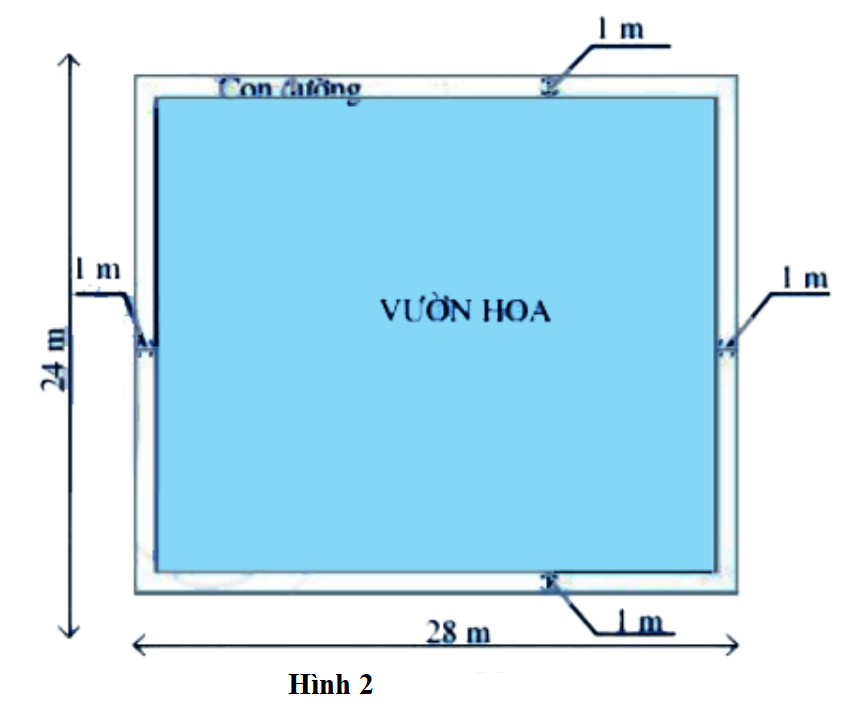 1 m
Con đường
1 m
1 m
VƯỜN HOA
24 m
1 m
28 m
Hình 2